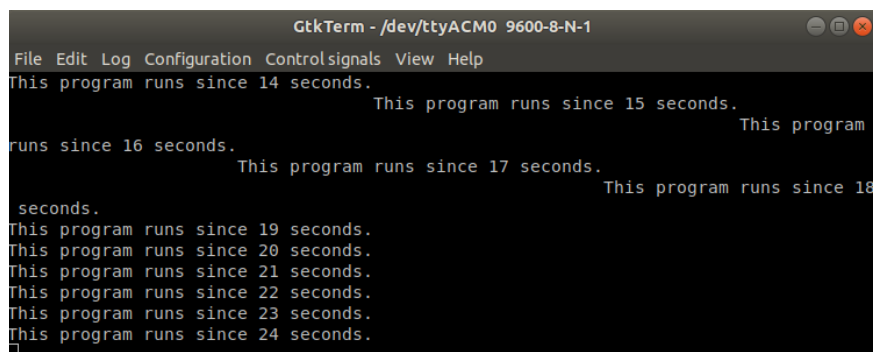 GtkTerm - /dev/ttyACM0 9600-8-N-1
File Edit Log Configuration Control signals View Help
This program runs since 14 seconds.
This program runs since 15 seconds.
This program
runs since 16 seconds.
This program runs since 17 seconds.
This program runs since 18
seconds.
This program runs since 19 seconds.
This program runs since 20 seconds.
This program runs since 21 seconds.
This program runs since 22 seconds.
This program runs since 23 seconds.
This program runs since 24 seconds.